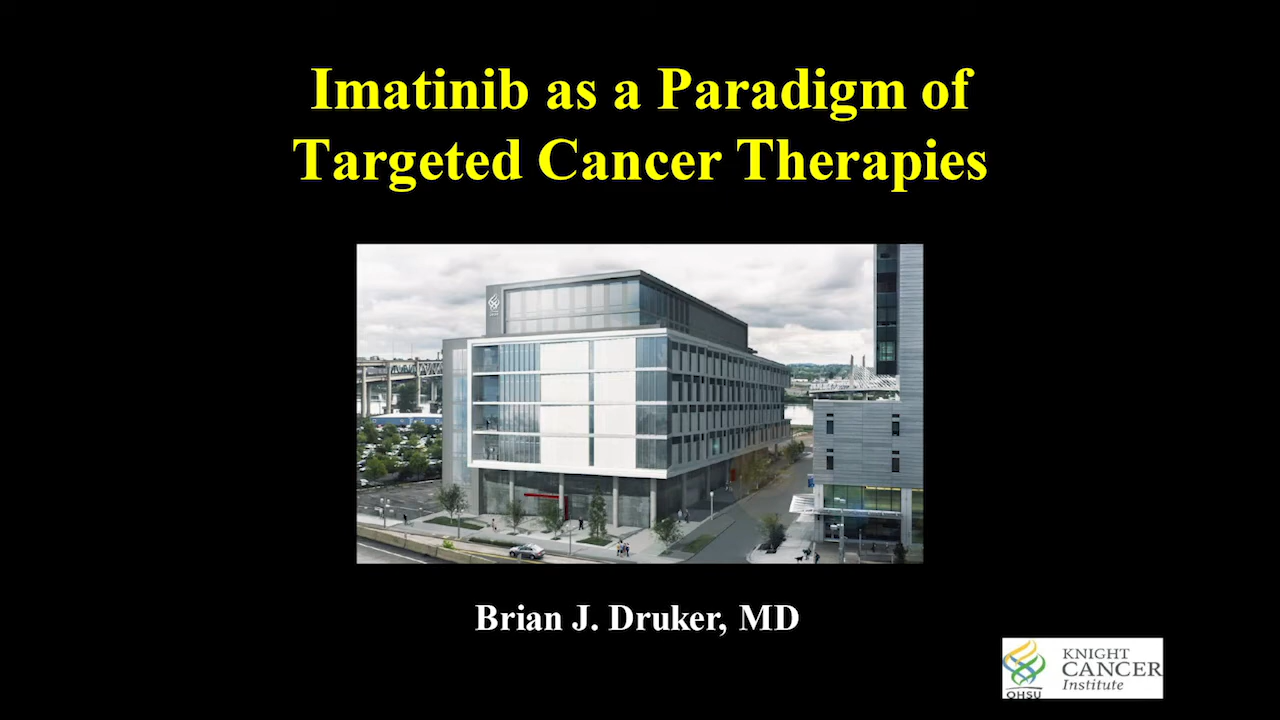 Imatinib as a Paradigm of
Targeted Cancer Therapies
Brian J. Druker, MD
KNIGHT
CANCER
Institute
OHSU